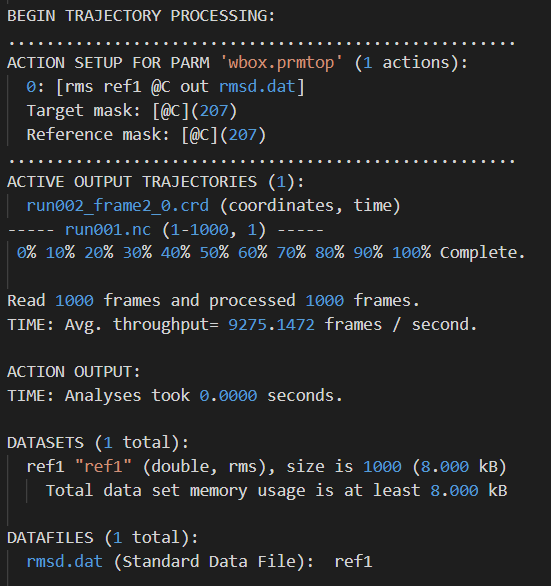 BEGIN TRAJECTORY PROCESSING:
.....................................................
ACTION SETUP FOR PARM 'wbox.prmtop' (1 actions):
0: [rms ref1 @C out rmsd.dat]
Target mask: [@C](207)
Reference mask: [@C](207)
.....................................................
ACTIVE OUTPUT TRAJECTORIES (1):
run002_frame2_0.crd (coordinates, time)
----- run001.nc (1-1000, 1) -----
0% 10% 20% 30% 40% 50% 60% 70% 80% 90% 100% Complete.
Read 1000 frames and processed 1000 frames.
TIME: Avg. throughput= 9275.1472 frames / second.
ACTION OUTPUT:
TIME: Analyses took 0.0000 seconds.
DATASETS (1 total):
ref1 "ref1" (double, rms), size is 1000 (8.000 kB)
Total data set memory usage is at least 8.000 kB
DATAFILES (1 total):
rmsd.dat (Standard Data File):  ref1